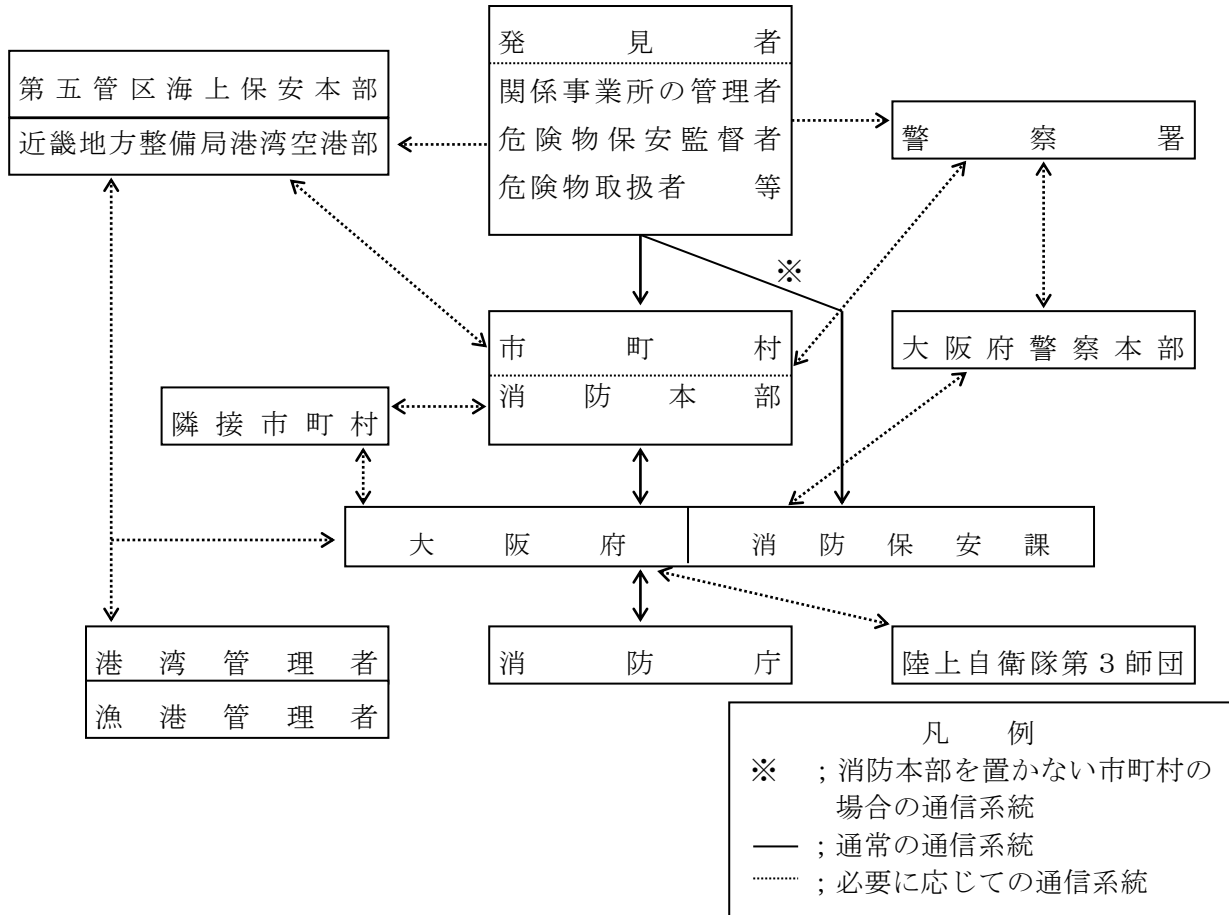 発見者
関係事業所の管理者
危険物保安監督者
危険物取扱者 等
第五管区海上保安本部
近畿地方整備局港湾空港部
警察署
※
市町村
消防本部
大阪府警察本部
隣接市町村
大阪府
消防保安課
港湾管理者
漁港管理者
消防庁
陸上自衛隊第3師団
凡 例
※ ;消防本部を置かない市町村の
場合の通信系統
;通常の通信系統
;必要に応じての通信系統